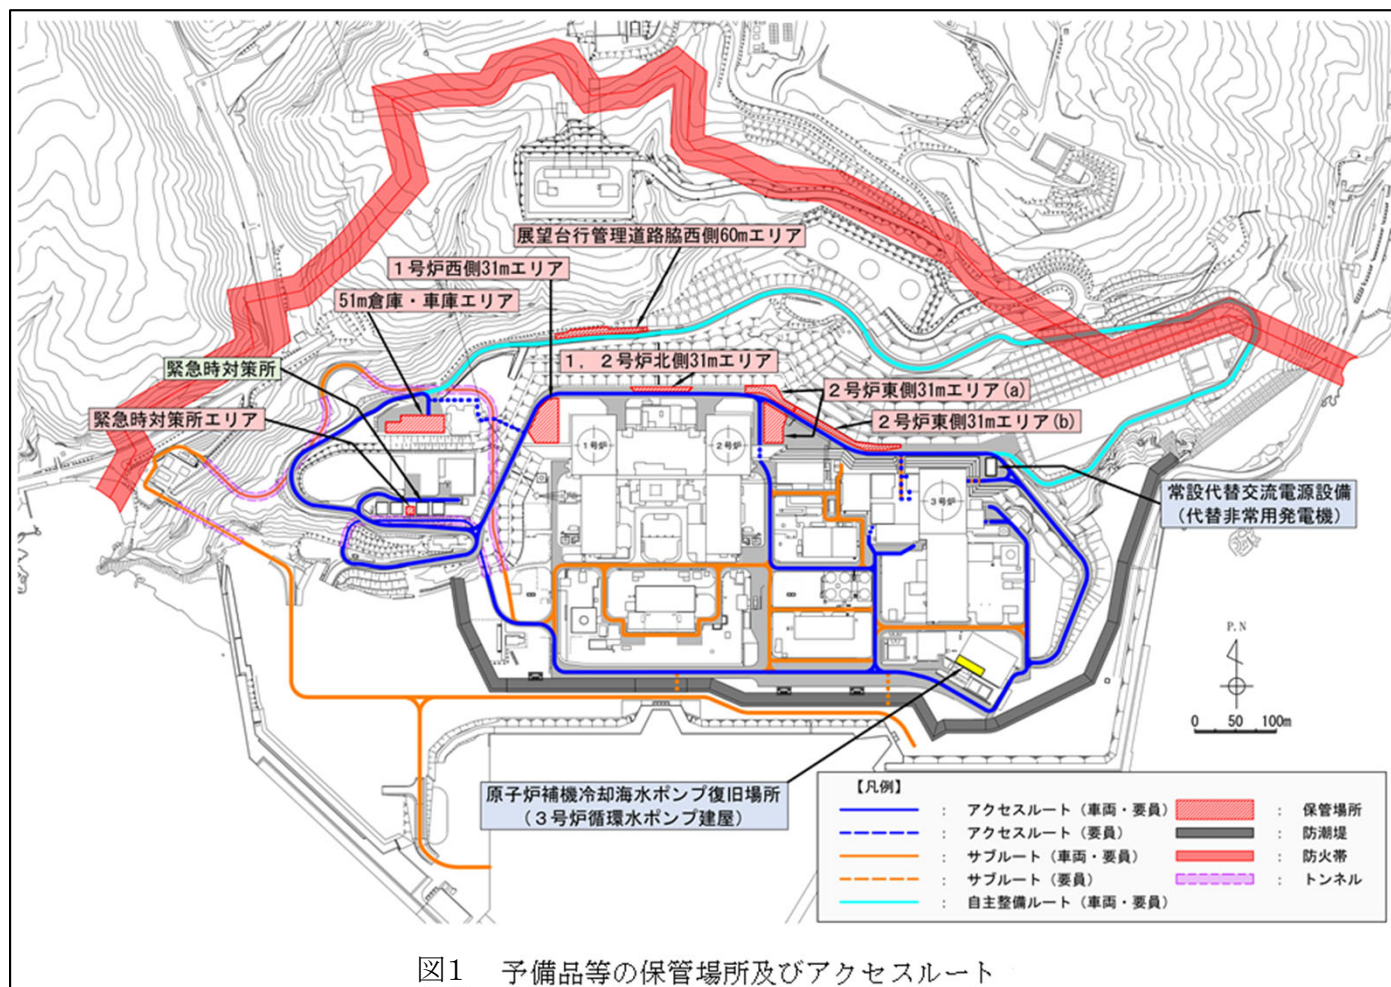 展望台行管理道路脇西側60mエリア
1号炉西側31mエリア
51m倉庫・車庫エリア
1，2号炉北側31mエリア
緊急時対策所
2号炉東側31mエリア(a)
緊急時対策所エリア
2号炉東側31mエリア(b)
1号炉
2号炉
3号炉
常設代替交流電源設備
（代替非常用発電機）
P.N
0 50 100m
原子炉補機冷却海水ポンプ復旧場所
（3号炉循環水ポンプ建屋）
【凡例】
： アクセスルート（車両・要員）
： アクセスルート（要員）
： サブルート（車両・要員）
： サブルート（要員）
： 自主整備ルート（車両・要員）
： 保管場所
： 防潮堤
： 防火帯
： トンネル
図1 予備品等の保管場所及びアクセスルート